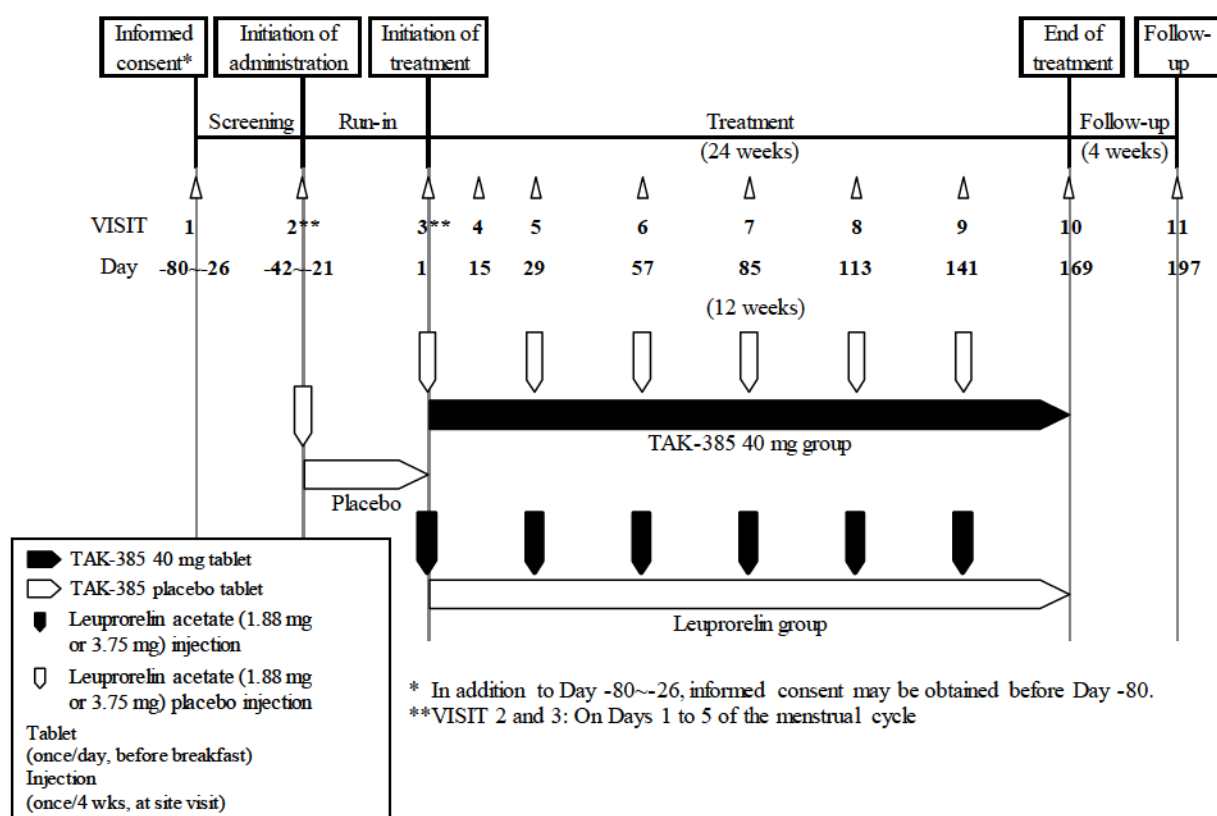 Informed consent*
Initiation of administration
Initiation of treatment
End of treatment
Follow-up
Screening
Run-in
Treatment
(24 weeks)
Follow-up
(4 weeks)
VISIT 1 2** 3** 4 5 6 7 8 9 10 11
Day -80~-26 -42~-21 1 15 29 57 85 113 141 169 197
(12 weeks)
TAK-385 40 mg group
Placebo
Leuprorelin group
TAK-385 40 mg tablet
TAK-385 placebo tablet
Leuprorelin acetate (1.88 mg
or 3.75 mg) injection
Leuprorelin acetate (1.88 mg
or 3.75 mg) placebo injection
Tablet
(once/day, before breakfast)
Injection
(once/4 wks, at site visit)
* In addition to Day -80~-26, informed consent may be obtained before Day -80.
**VISIT 2 and 3: On Days 1 to 5 of the menstrual cycle